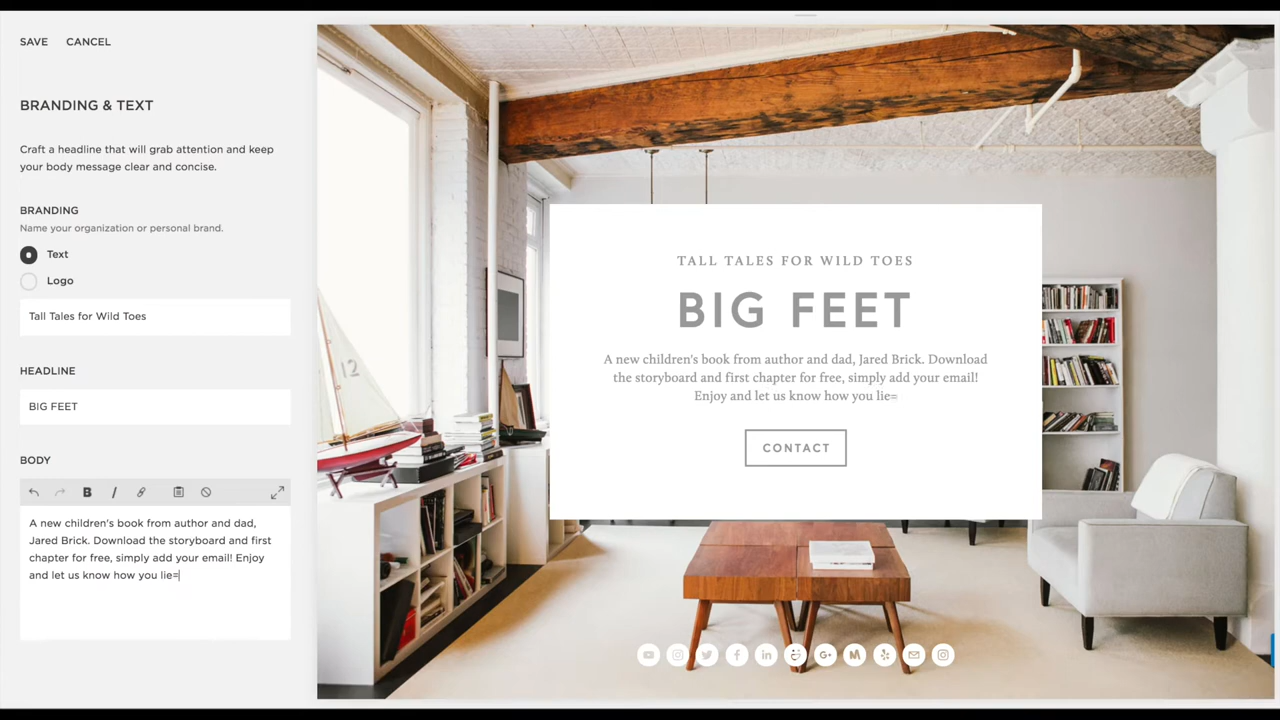 SAVE CANCEL
BRANDING & TEXT
Craft a headline that will grab attention and keep
your body message clear and concise.
BRANDING
Name your organization or personal brand.
Text
Logo
Tall Tales for Wild Toes
HEADLINE
BIG FEET
BODY
B I
A new children's book from author and dad,
Jared Brick. Download the storyboard and first
chapter for free, simply add your email! Enjoy
and let us know how you lie=
TALL TALES FOR WILD TOES
BIG FEET
A new children's book from author and dad, Jared Brick. Download
the storyboard and first chapter for free, simply add your email!
Enjoy and let us know how you lie=
CONTACT
12